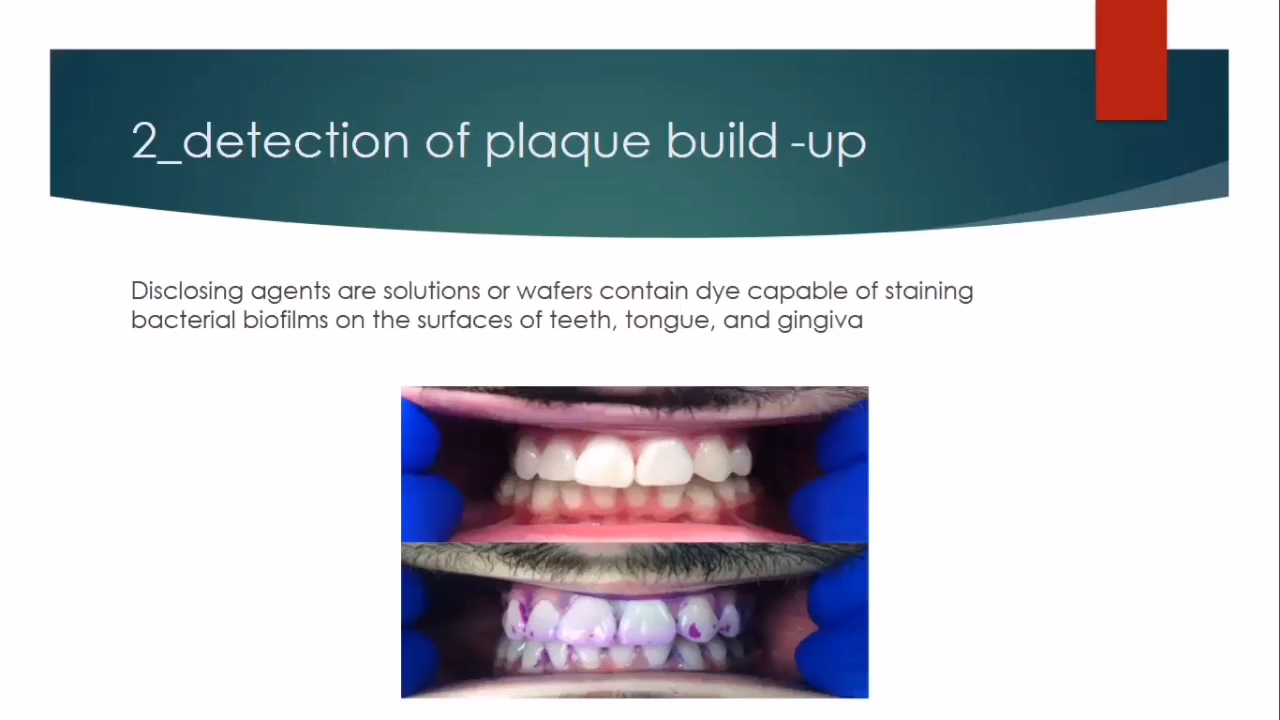 2_detection of plaque build -up
Disclosing agents are solutions or wafers contain dye capable of staining
bacterial biofilms on the surfaces of teeth, tongue, and gingiva